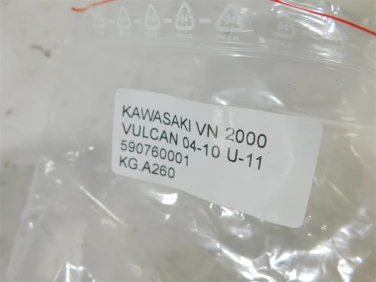 KAWASAKI VN 2000
VULCAN 04-10 U-11
590760001
KG.A260